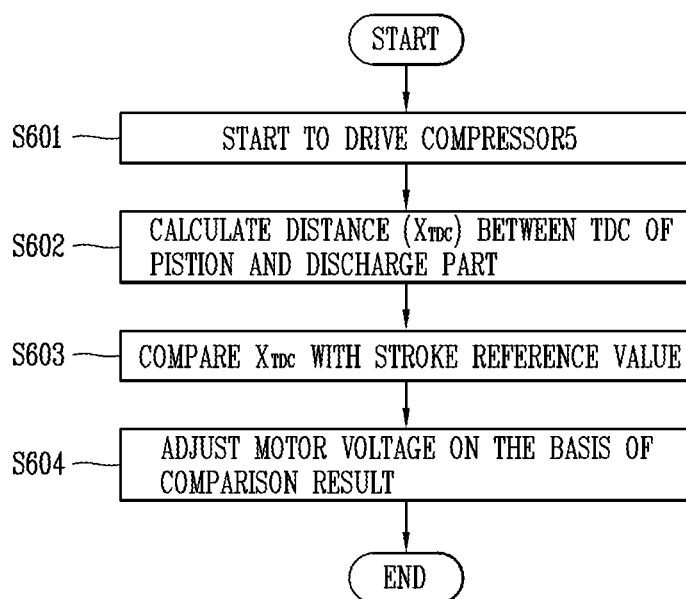 START
S601
START TO DRIVE COMPRESSOR5
S602
CALCULATE DISTANCE (XTDC) BETWEEN TDC OF
PISTION AND DISCHARGE PART
S603
COMPARE XTDC WITH STROKE REFERENCE VALUE
S604
ADJUST MOTOR VOLTAGE ON THE BASIS OF
COMPARISON RESULT
END